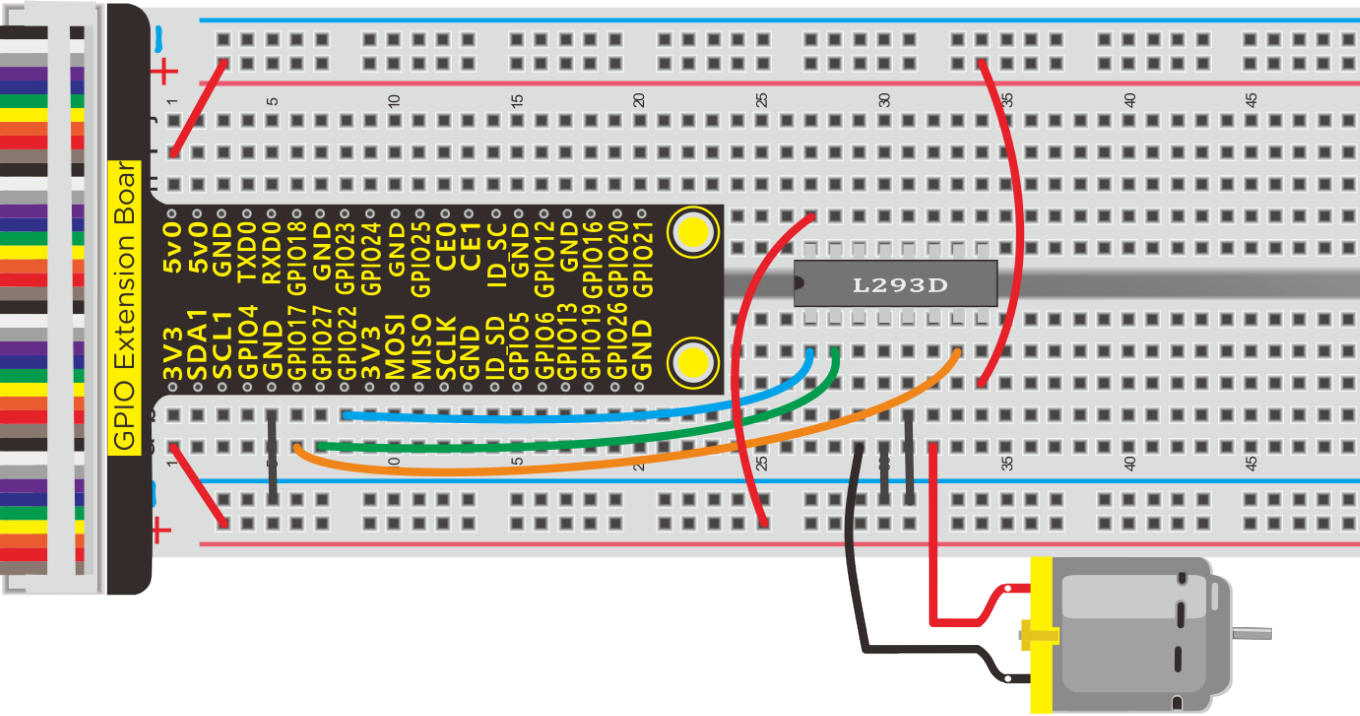 1 5 10 15 20 25 30 35 40 45
GPIO Extension Boar
5v0 5v0 GND TXD0 RXD0 GPIO18 GND GPIO23 GPIO24 GND GPIO25 CE0 CE1 ID_SC GND GPIO12 GND GPIO16 GPIO20 GPIO21
3V3 SDA1 SCL1 GPIO4 GND GPIO17 GPIO27 GPIO22 3V3 MOSI MISO SCLK GND ID_SD GPIO5 GPIO6 GPIO13 GPIO19 GPIO26 GND
L293D
1 15 25 35 40 45